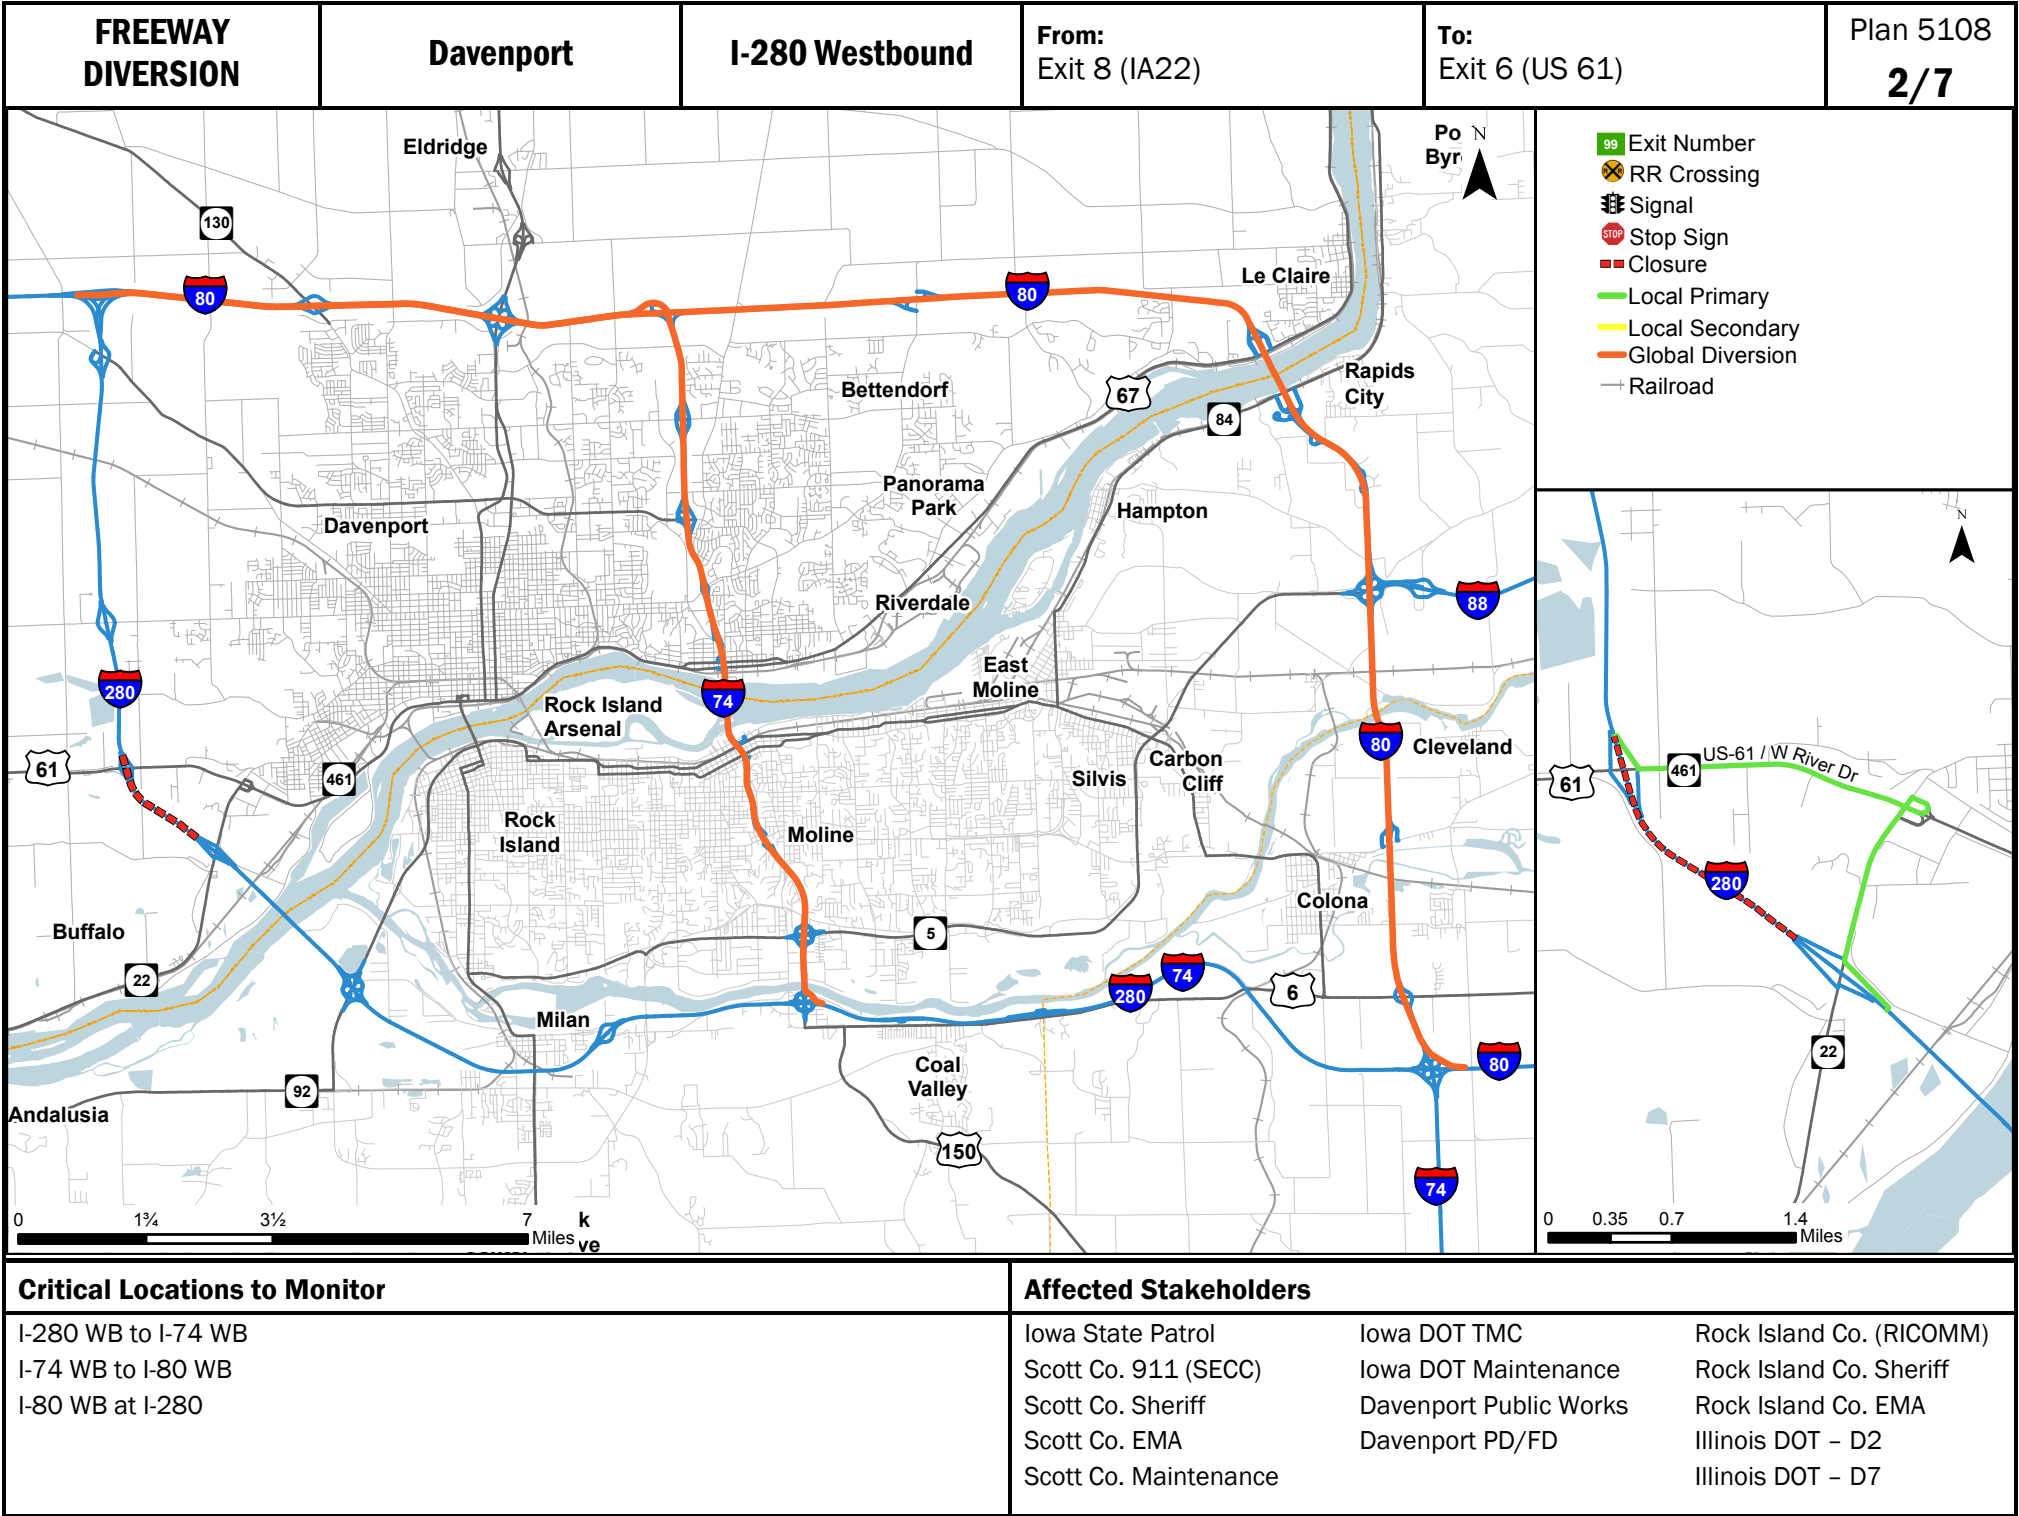 FREEWAY
DIVERSION
Davenport
I-280 Westbound
From:
Exit 8 (IA22)
To:
Exit 6 (US 61)
Plan 5108
2/7
Eldridge
Po
Byr
N
130
80
80
Le Claire
Bettendorf
67
Rapids
City
84
Panorama
Park
Hampton
Davenport
Riverdale
88
280
74
Rock Island
Arsenal
East
Moline
80
Cleveland
61
461
Silvis
Carbon
Cliff
Rock
Island
Moline
Colona
Buffalo
5
22
280
74
6
Milan
Coal
Valley
80
92
Andalusia
150
74
0
1¾
3½
7
Miles
k
ve
99 Exit Number
RR Crossing
Signal
STOP Stop Sign
Closure
Local Primary
Local Secondary
Global Diversion
Railroad
N
61
461
US-61 / W River Dr
280
22
0
0.35
0.7
1.4
Miles
Critical Locations to Monitor
I-280 WB to I-74 WB
I-74 WB to I-80 WB
I-80 WB at I-280
Affected Stakeholders
Iowa State Patrol
Scott Co. 911 (SECC)
Scott Co. Sheriff
Scott Co. EMA
Scott Co. Maintenance
Iowa DOT TMC
Iowa DOT Maintenance
Davenport Public Works
Davenport PD/FD
Rock Island Co. (RICOMM)
Rock Island Co. Sheriff
Rock Island Co. EMA
Illinois DOT – D2
Illinois DOT – D7